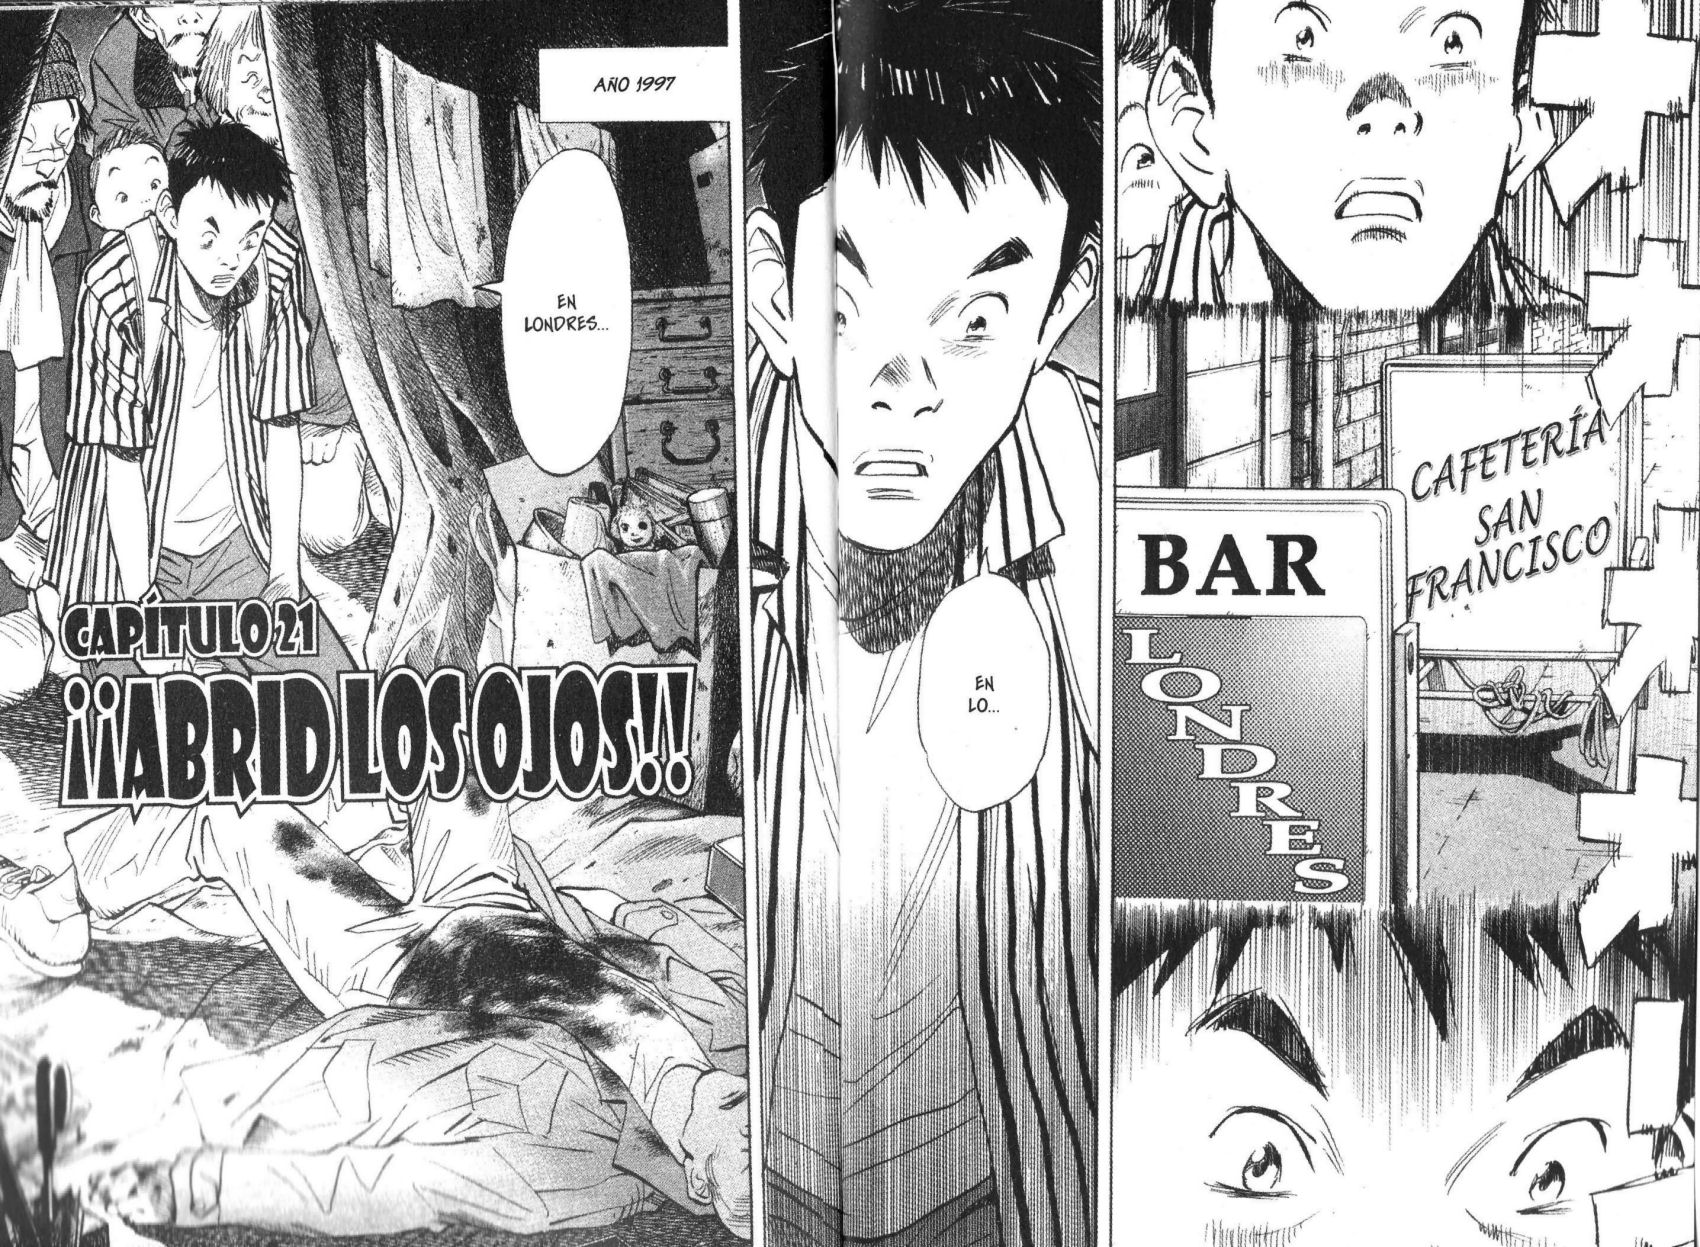 AÑO 1997
EN
LONDRES...
CAPÍTULO 21
¡¡ABRID LOS OJOS!!
EN
LO...
CAFETERÍA
SAN
FRANCISCO
BAR
LONDRES